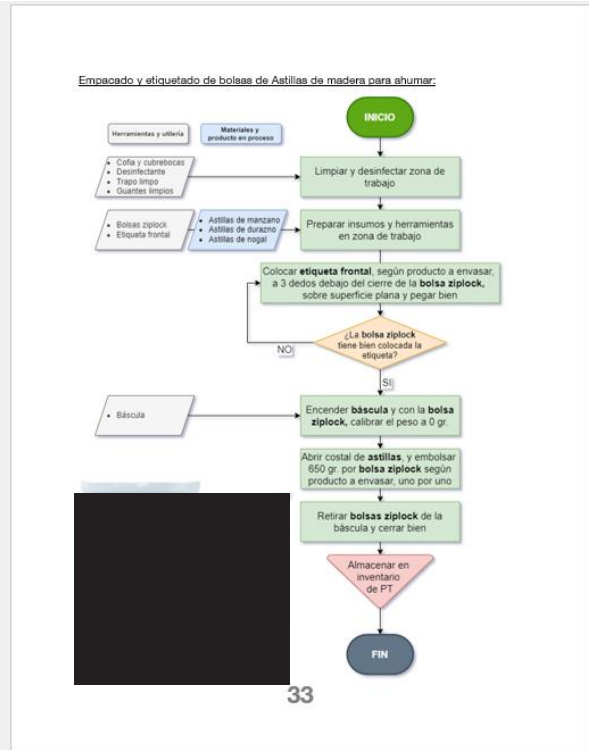 Empacado y etiquetado de bolsas de Astillas de madera para ahumar:
INICIO
Herramientas y utilería
Materiales y
producto en proceso
• Cofia y cubrebocas
• Desinfectante
• Trapo limpo
• Guantes limpios
Limpiar y desinfectar zona de
trabajo
• Bolsas ziplock
• Etiqueta frontal
• Astillas de manzano
• Astillas de durazno
• Astillas de nogal
Preparar insumos y herramientas
en zona de trabajo
Colocar etiqueta frontal, según producto a envasar,
a 3 dedos debajo del cierre de la bolsa ziplock,
sobre superficie plana y pegar bien
¿La bolsa ziplock
tiene bien colocada la
etiqueta?
NO
SI
• Báscula
Encender báscula y con la bolsa
ziplock, calibrar el peso a 0 gr.
Abrir costal de astillas, y embolsar
650 gr. por bolsa ziplock según
producto a envasar, uno por uno
Retirar bolsas ziplock de la
báscula y cerrar bien
Almacenar en
inventario
de PT
FIN
33